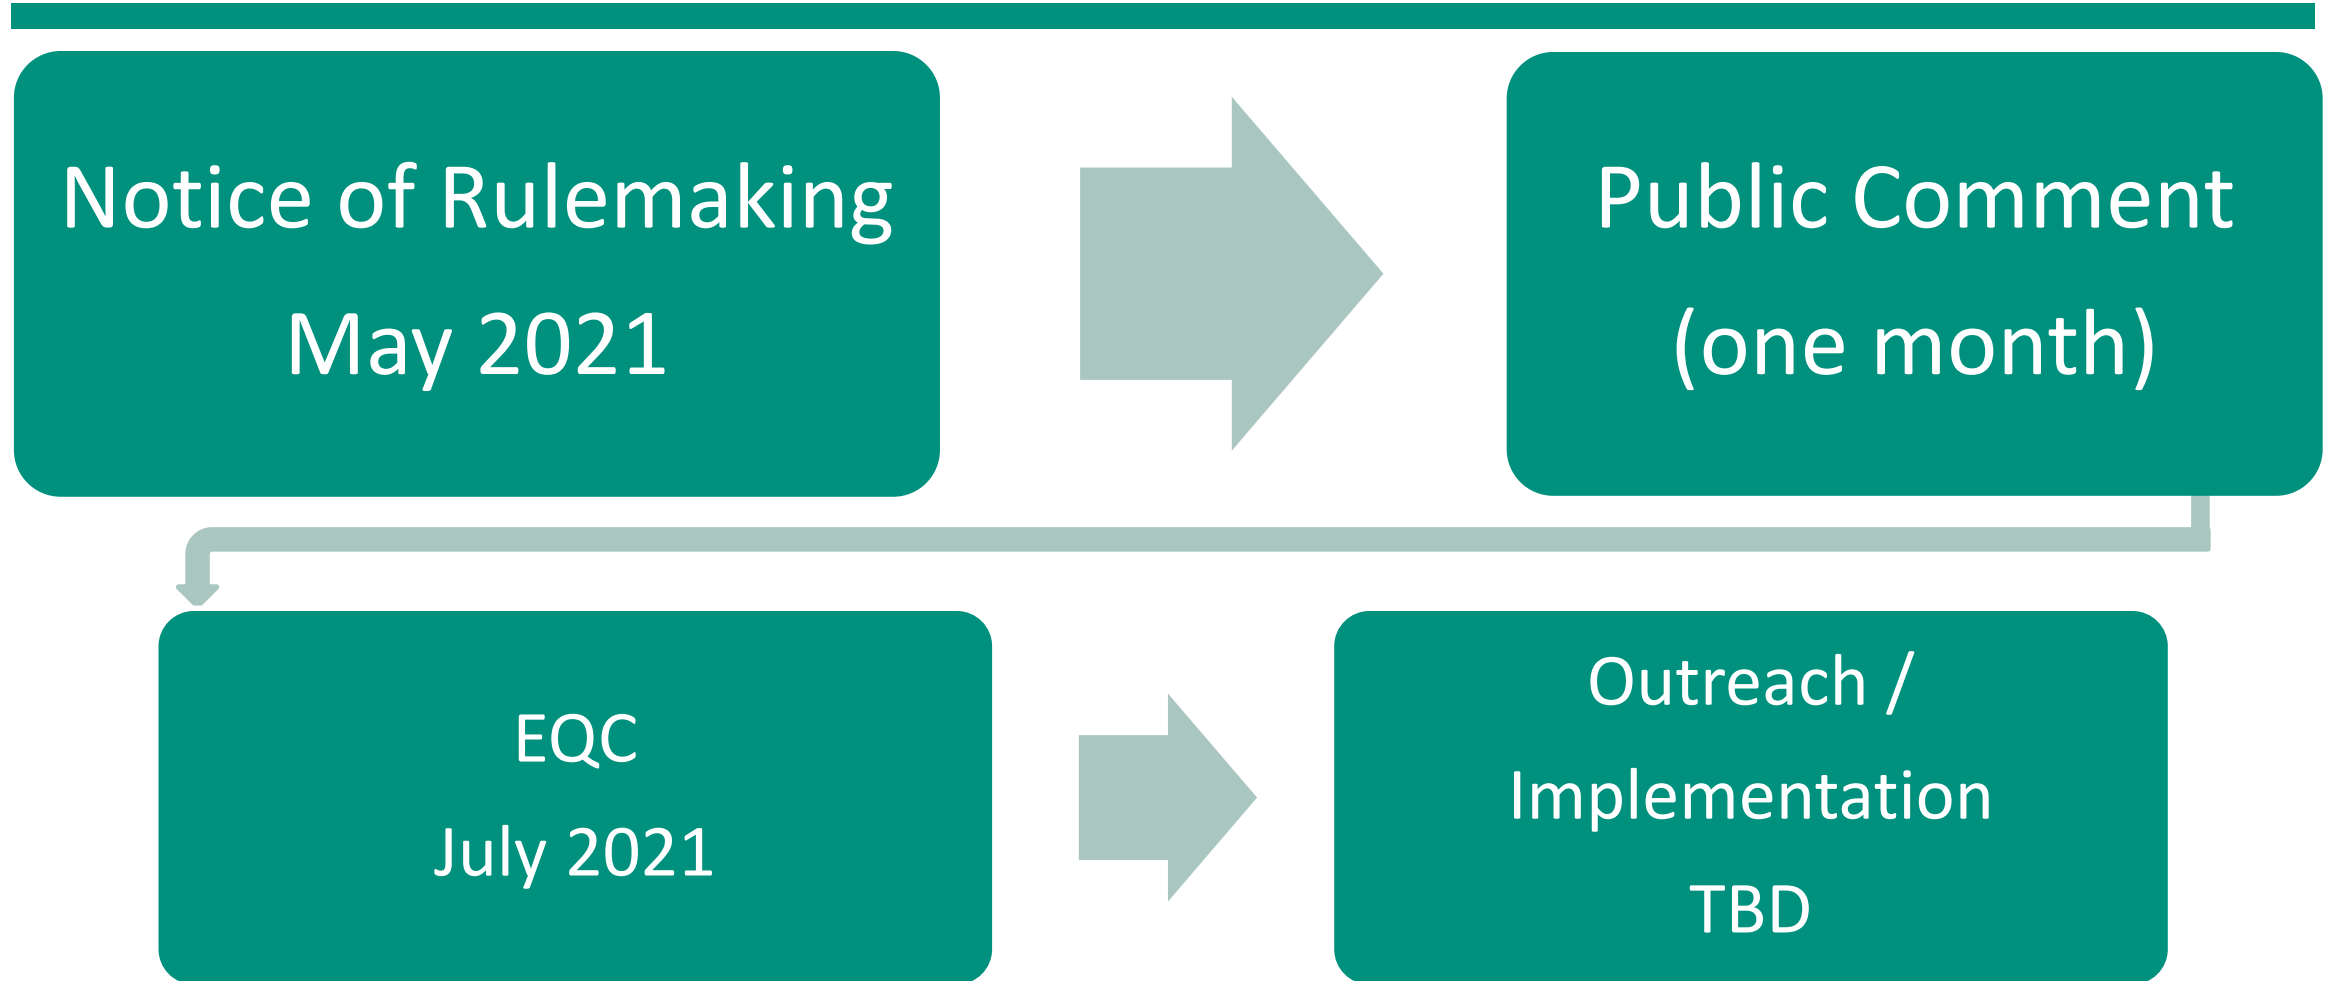 Notice of Rulemaking
May 2021
Public Comment
(one month)
EQC
July 2021
Outreach /
Implementation
TBD